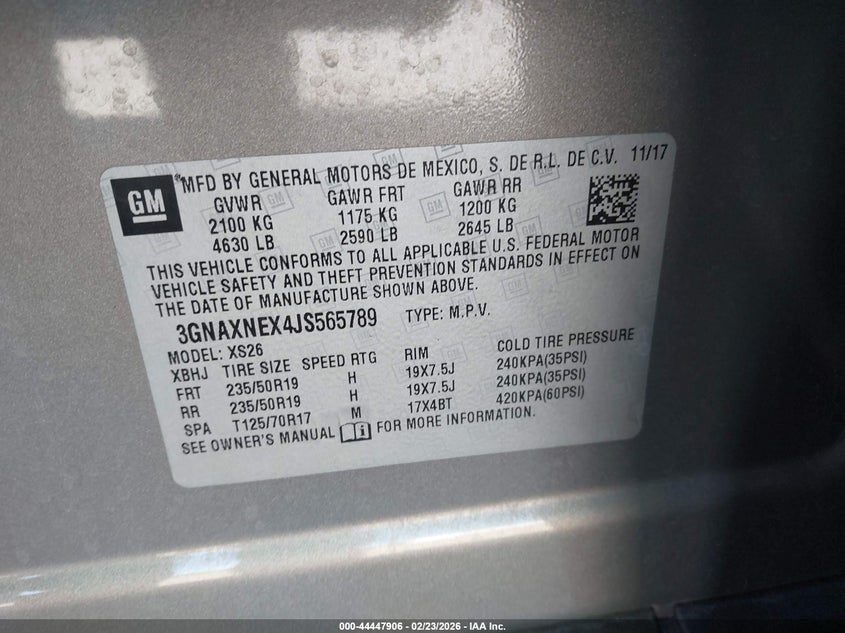 GM
MFD BY GENERAL MOTORS DE MEXICO, S. DE R.L. DE C.V. 11/17
GVWR GAWR FRT GAWR RR
2100 KG 1175 KG 1200 KG
4630 LB 2590 LB 2645 LB
THIS VEHICLE CONFORMS TO ALL APPLICABLE U.S. FEDERAL MOTOR
VEHICLE SAFETY AND THEFT PREVENTION STANDARDS IN EFFECT ON
THE DATE OF MANUFACTURE SHOWN ABOVE.
3GNAXNEX4JS565789 TYPE: M.P.V.
MODEL: XS26
XBHJ TIRE SIZE SPEED RTG RIM COLD TIRE PRESSURE
FRT 235/50R19 H 19X7.5J 240KPA(35PSI)
RR 235/50R19 H 19X7.5J 240KPA(35PSI)
SPA T125/70R17 M 17X4BT 420KPA(60PSI)
SEE OWNER'S MANUAL FOR MORE INFORMATION.
000-44447906 - 02/23/2026 - IAA Inc.